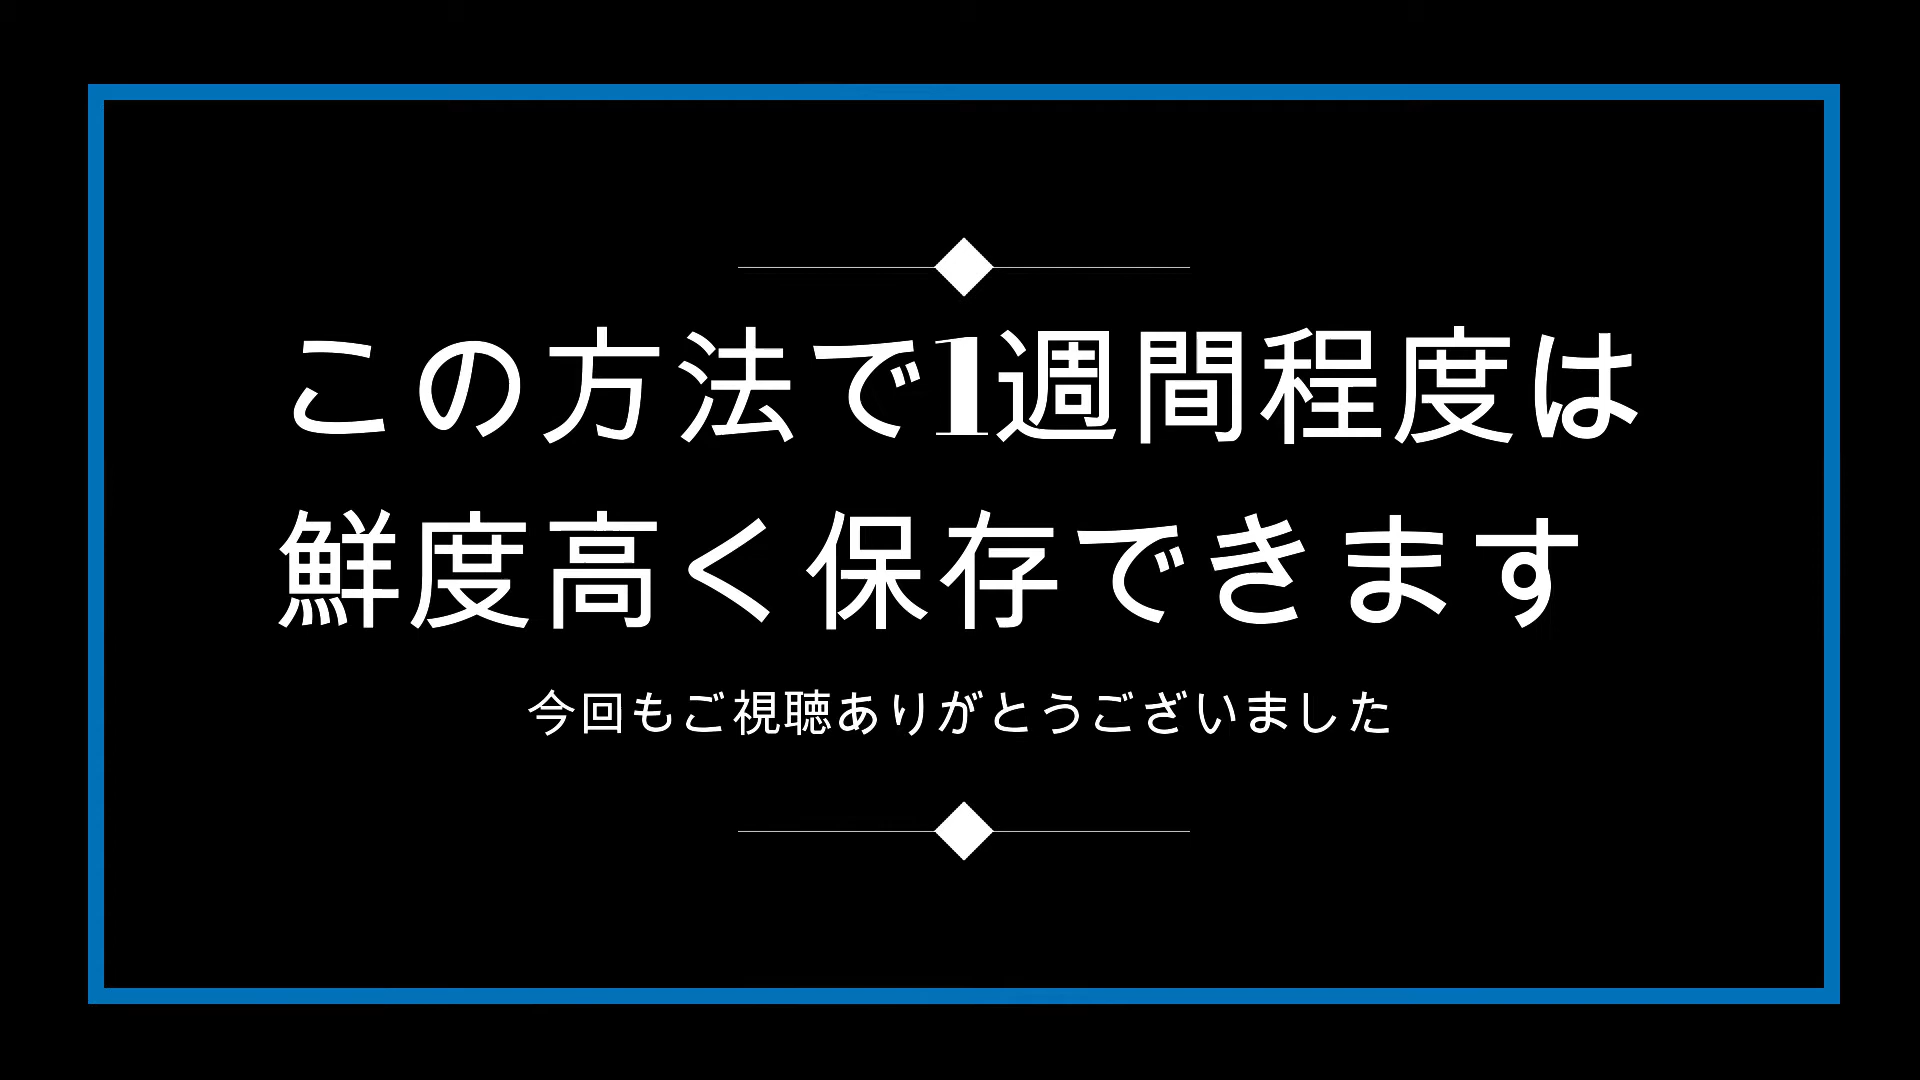 この方法で1週間程度は
鮮度高く保存できます
今回もご視聴ありがとうございました